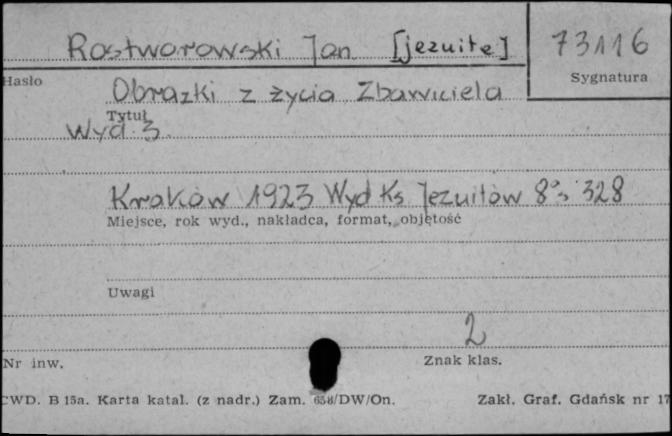 Rostworowski Jan [jezuita] 73116
Hasło Sygnatura
Obrazki z życia Zbawiciela
Tytuł
Wyd. 3.
Kraków 1923 Wyd Ks Jezuitów 8°, 328
Miejsce, rok wyd., nakładca, format, objętość
Uwagi
2
Nr inw. Znak klas.
CWD. B 15a. Karta katal. (z nadr.) Zam. 658/DW/On. Zakł. Graf. Gdańsk nr 17